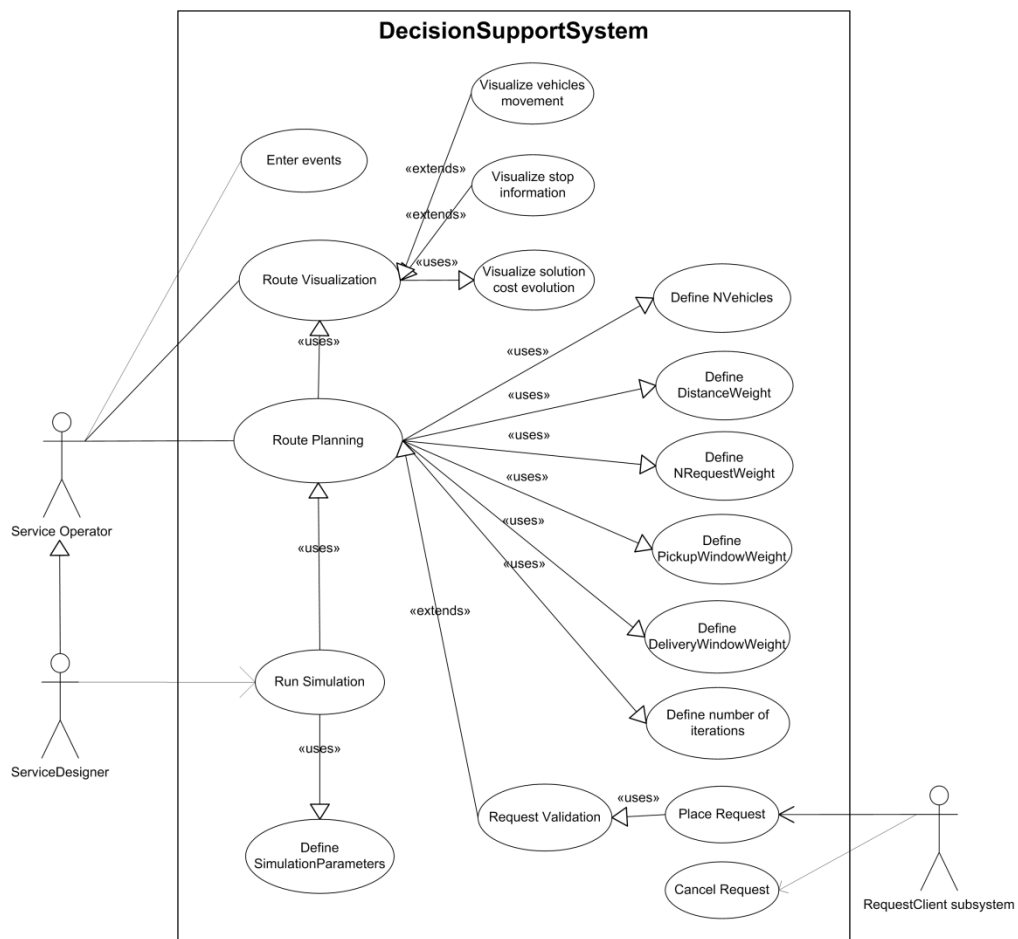 DecisionSupportSystem
Visualize vehicles
movement
Enter events
«extends»
Visualize stop
information
«extends»
Route Visualization
«uses»
Visualize solution
cost evolution
Define NVehicles
«uses»
«uses»
Define
DistanceWeight
«uses»
Route Planning
«uses»
Define
NRequestWeight
«uses»
Service Operator
«uses»
«uses»
Define
PickupWindowWeight
«uses»
«extends»
Define
DeliveryWindowWeight
Run Simulation
Define number of
iterations
ServiceDesigner
«uses»
Request Validation
«uses»
Place Request
Define
SimulationParameters
Cancel Request
RequestClient subsystem